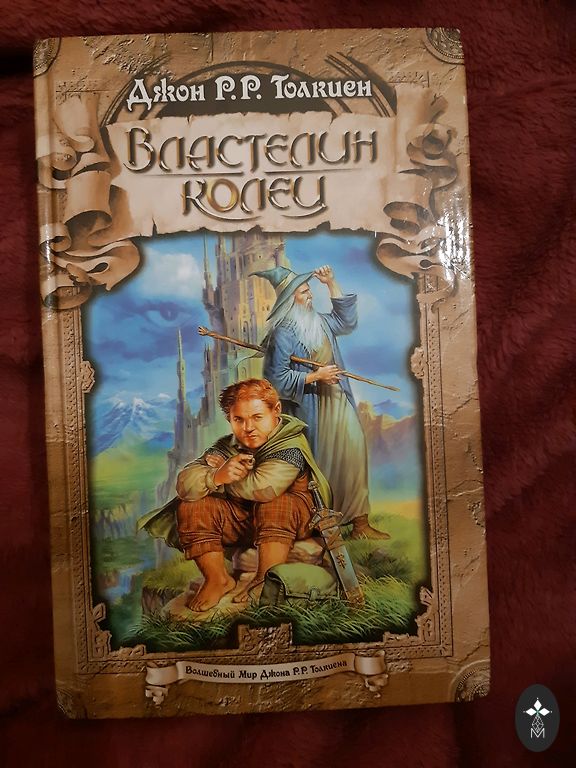 Джон Р.Р. Толкиен
Властелин
колец
Волшебный Мир Джона Р.Р. Толкиена
М